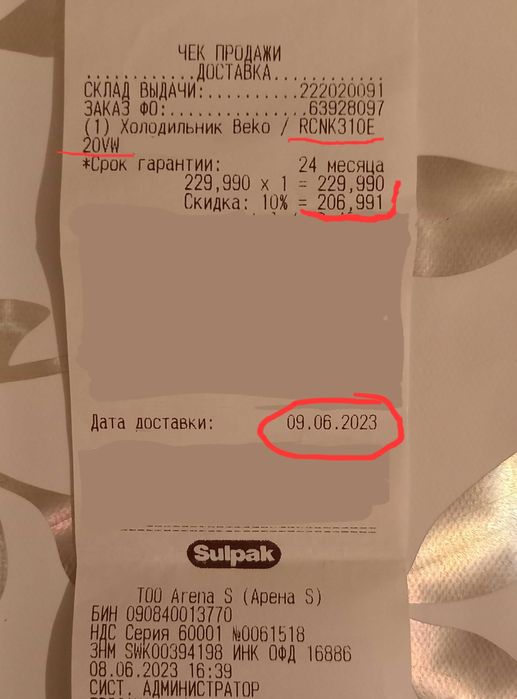 ЧЕК ПРОДАЖИ
............ДОСТАВКА............
СКЛАД ВЫДАЧИ:..........222020091
ЗАКАЗ ФО:...............63928097
(1) Холодильник Beko / RCNK310E
20VW
*Срок гарантии: 24 месяца
229,990 x 1 = 229,990
Скидка: 10% = 206,991
Дата доставки: 09.06.2023
Sulpak
ТОО Arena S (Арена S)
БИН 090840013770
НДС Серия 60001 №0061518
ЗНМ SWK00394198 ИНК ОФД 16886
08.06.2023 16:39
СИСТ. АДМИНИСТРАТОР